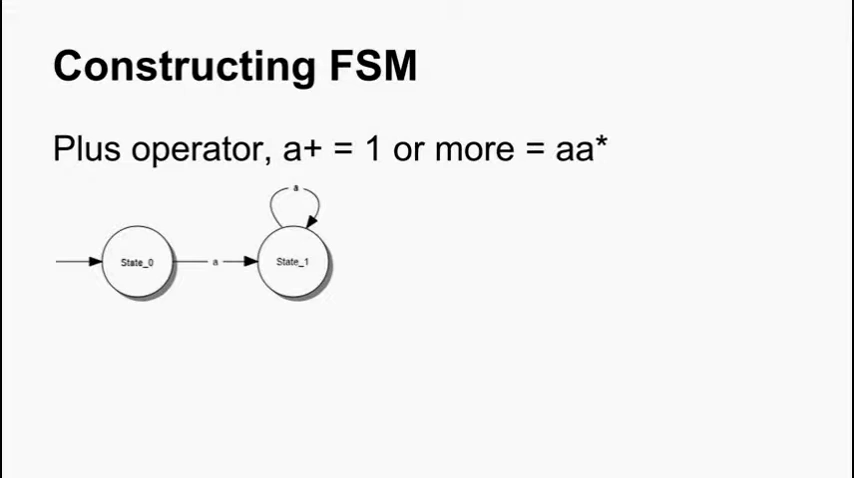 Constructing FSM
Plus operator, a+ = 1 or more = aa*
a
State_0 a State_1